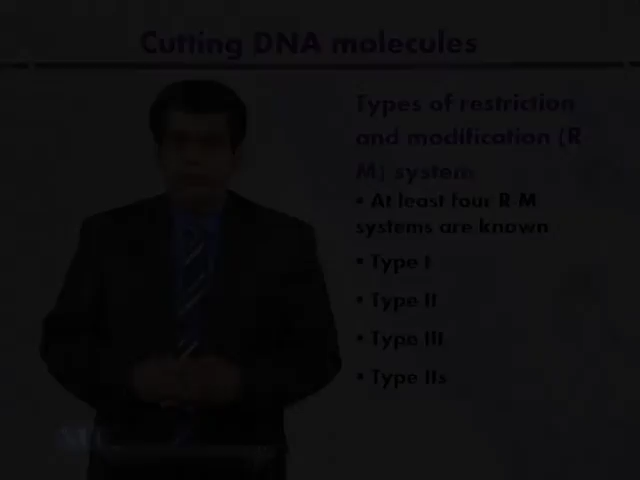 Cutting DNA molecules
Types of restriction
and modification (R-
M) system
• At least four R-M
systems are known
• Type I
• Type II
• Type III
• Type IIs